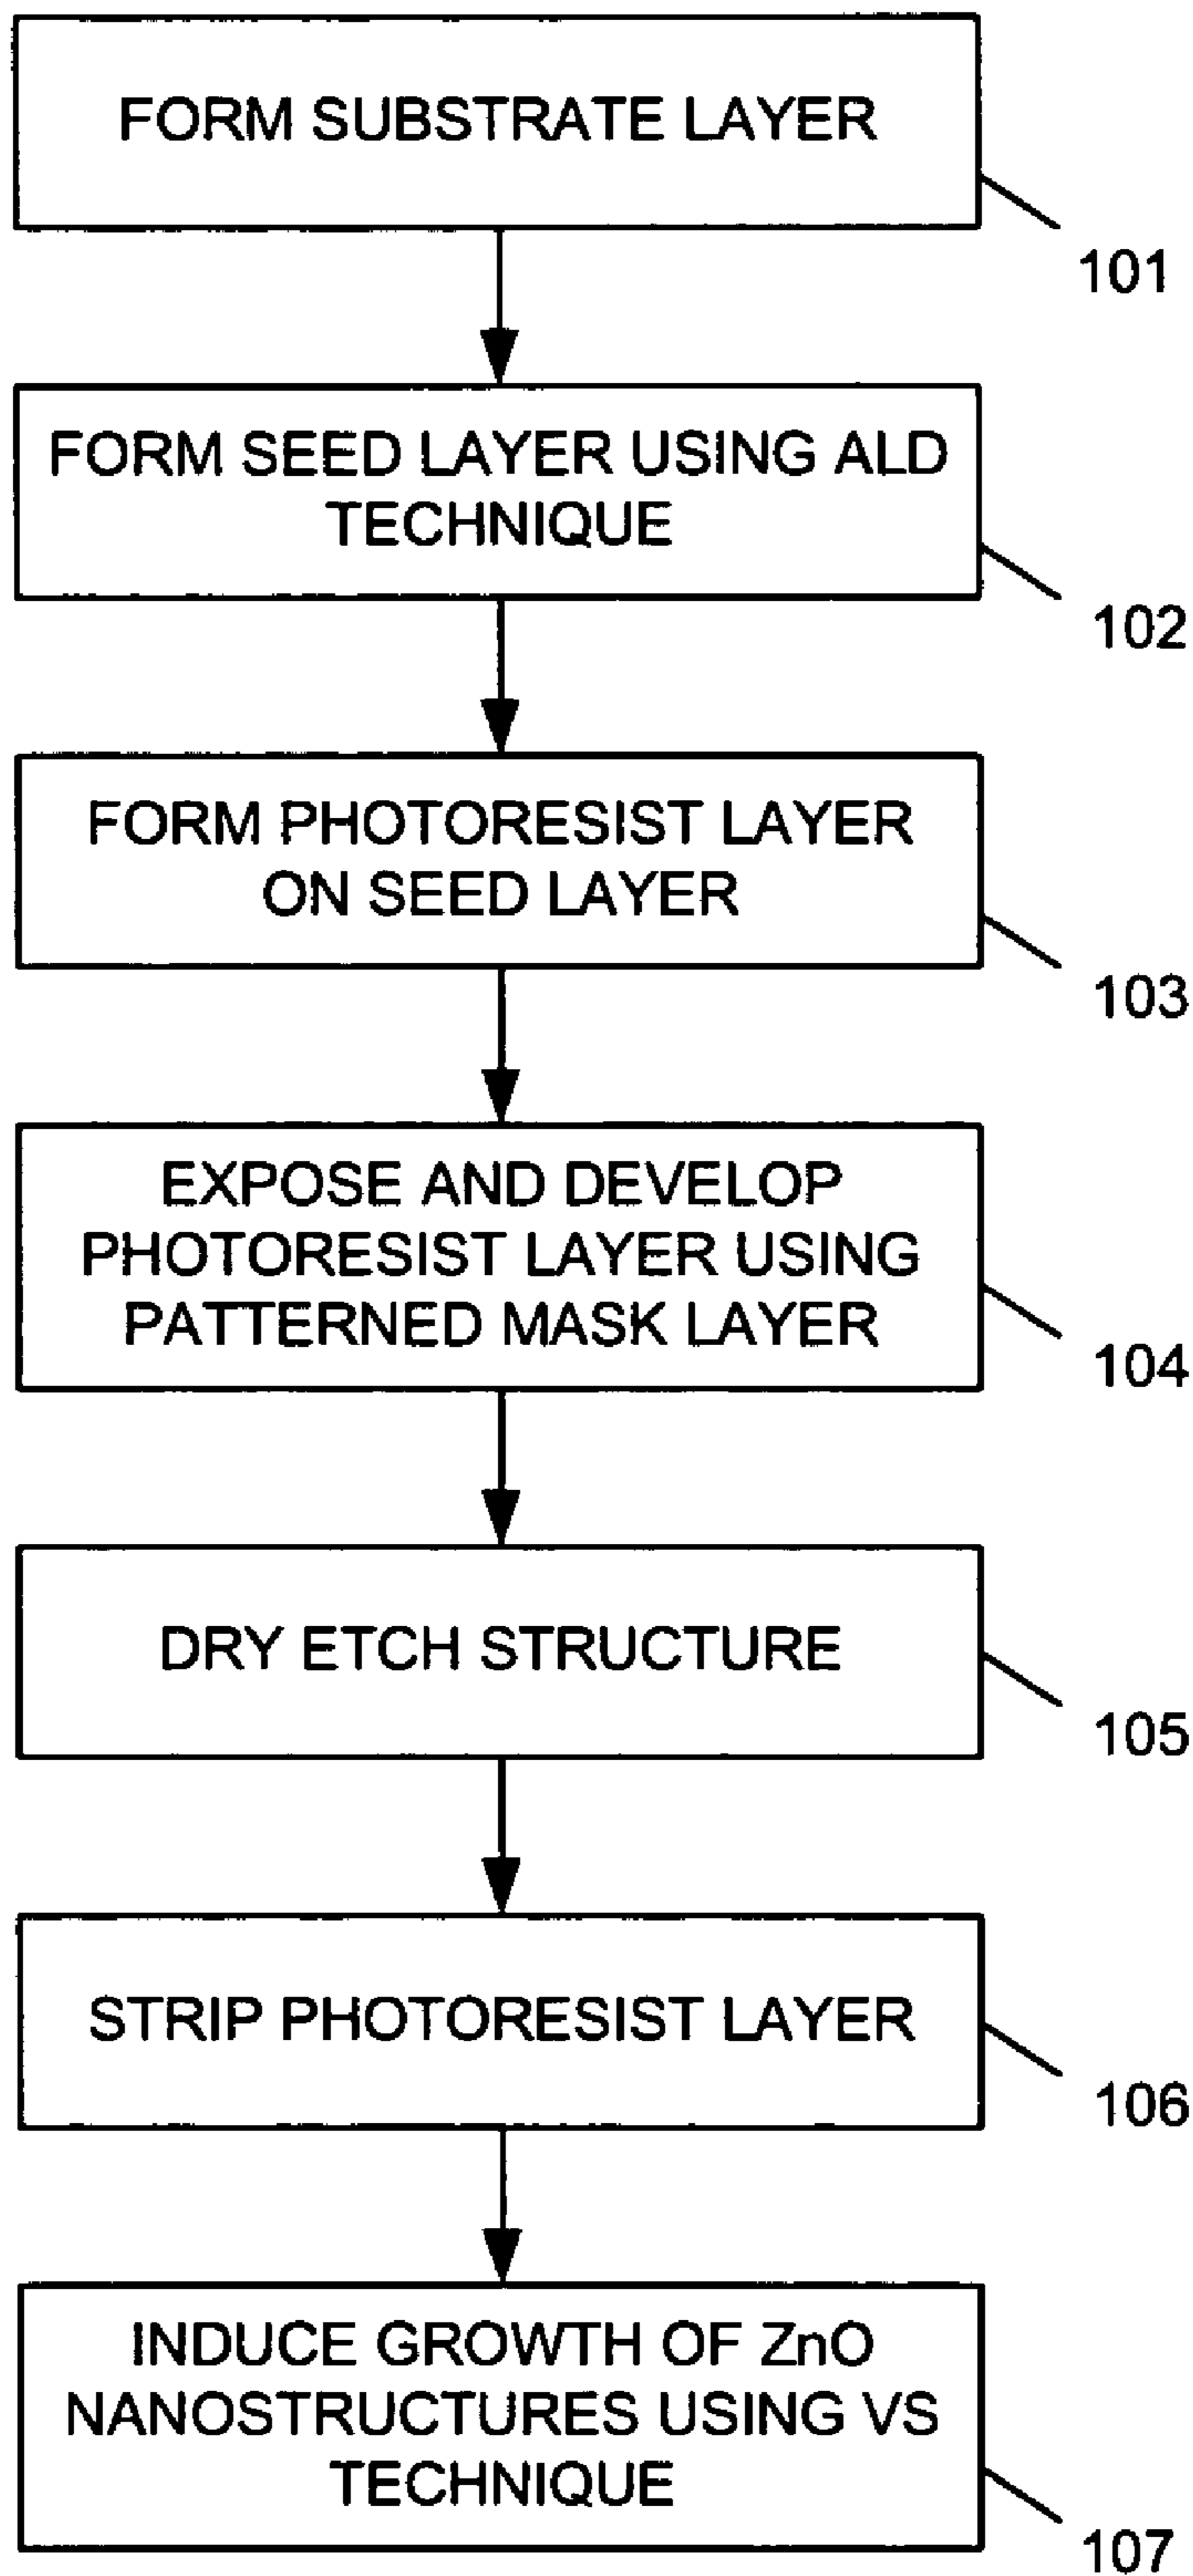 FORM SUBSTRATE LAYER
101
FORM SEED LAYER USING ALD
TECHNIQUE
102
FORM PHOTORESIST LAYER
ON SEED LAYER
103
EXPOSE AND DEVELOP
PHOTORESIST LAYER USING
PATTERNED MASK LAYER
104
DRY ETCH STRUCTURE
105
STRIP PHOTORESIST LAYER
106
INDUCE GROWTH OF ZnO
NANOSTRUCTURES USING VS
TECHNIQUE
107